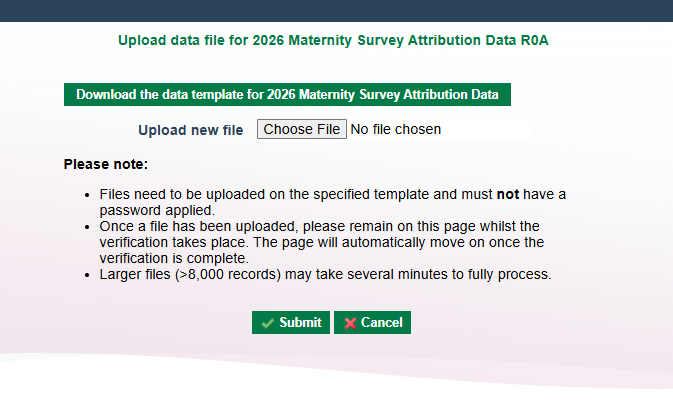 Upload data file for 2026 Maternity Survey Attribution Data R0A
Download the data template for 2026 Maternity Survey Attribution Data
Upload new file Choose File No file chosen
Please note:
• Files need to be uploaded on the specified template and must not have a
password applied.
• Once a file has been uploaded, please remain on this page whilst the
verification takes place. The page will automatically move on once the
verification is complete.
• Larger files (>8,000 records) may take several minutes to fully process.
Submit Cancel